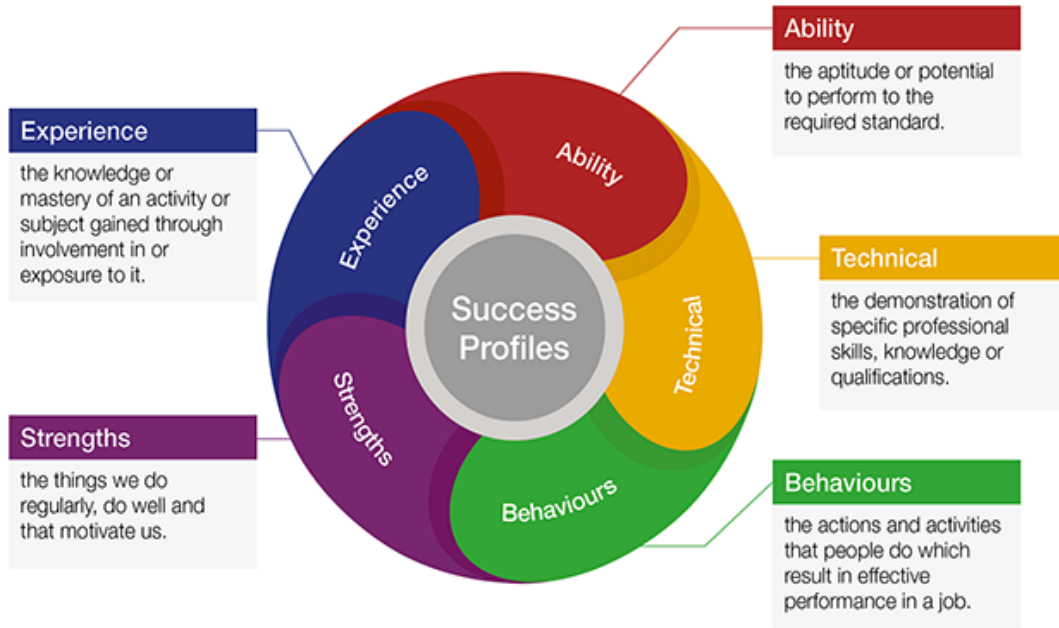 Ability
the aptitude or potential
to perform to the
required standard.
Experience
the knowledge or
mastery of an activity or
subject gained through
involvement in or
exposure to it.
Technical
the demonstration of
specific professional
skills, knowledge or
qualifications.
Strengths
the things we do
regularly, do well and
that motivate us.
Behaviours
the actions and activities
that people do which
result in effective
performance in a job.
Success
Profiles
Ability
Technical
Behaviours
Strengths
Experience